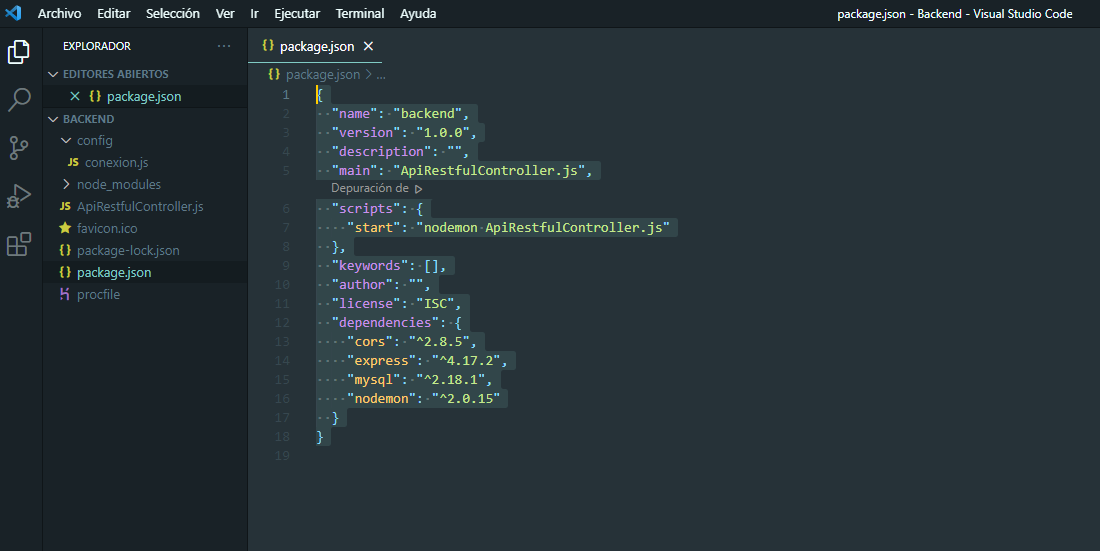 Archivo Editar Selección Ver Ir Ejecutar Terminal Ayuda package.json - Backend - Visual Studio Code
EXPLORADOR ···
EDITORES ABIERTOS
{} package.json
BACKEND
config
JS conexion.js
node_modules
JS ApiRestfulController.js
favicon.ico
{} package-lock.json
{} package.json
procfile
{} package.json
{} package.json > ...
1 {
2 "name": "backend",
3 "version": "1.0.0",
4 "description": "",
5 "main": "ApiRestfulController.js",
Depuración de
6 "scripts": {
7 "start": "nodemon ApiRestfulController.js"
8 },
9 "keywords": [],
10 "author": "",
11 "license": "ISC",
12 "dependencies": {
13 "cors": "^2.8.5",
14 "express": "^4.17.2",
15 "mysql": "^2.18.1",
16 "nodemon": "^2.0.15"
17 }
18 }
19